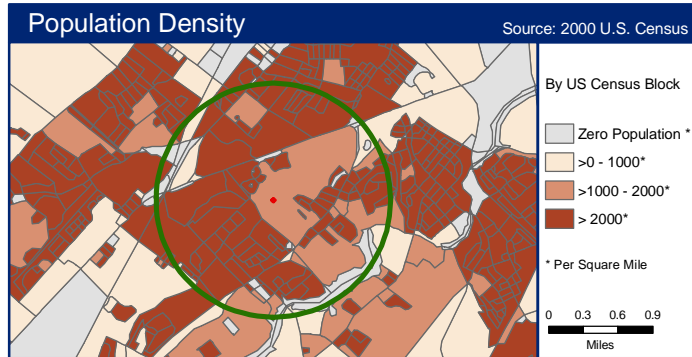 Population Density
Source: 2000 U.S. Census
By US Census Block
Zero Population *
>0 - 1000*
>1000 - 2000*
> 2000*
* Per Square Mile
0 0.3 0.6 0.9
Miles